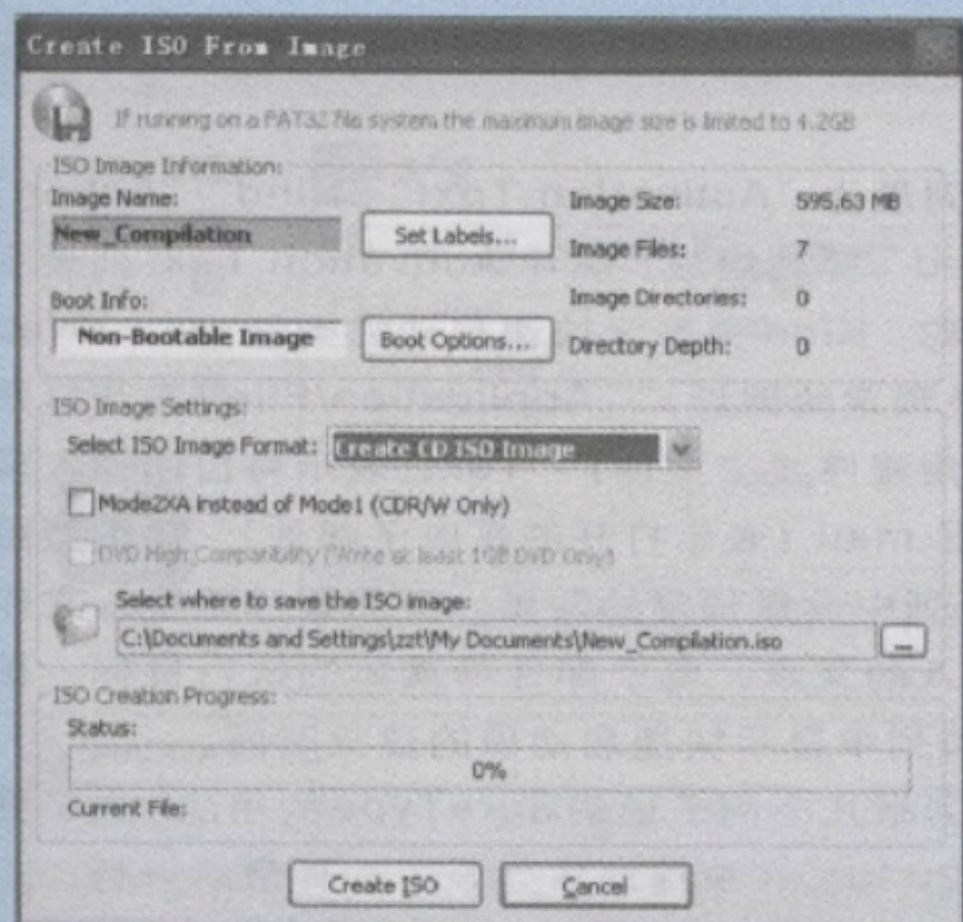 Create ISO From Image
If running on a FAT32 file system the maximum image size is limited to 4.2GB
ISO Image Information:
Image Name:
New_Compilation
Set Labels...
Image Size: 595.63 MB
Image Files: 7
Boot Info:
Non-Bootable Image
Boot Options...
Image Directories: 0
Directory Depth: 0
ISO Image Settings:
Select ISO Image Format: Create CD ISO Image
Mode2XA instead of Mode1 (CDR/W Only)
DVD High Compatibility (Write at least 1GB DVD Only)
Select where to save the ISO image:
C:\Documents and Settings\zzt\My Documents\New_Compilation.iso
...
ISO Creation Progress:
Status:
0%
Current File:
Create ISO
Cancel